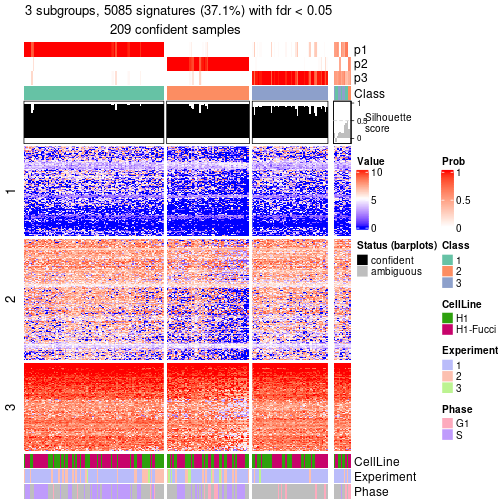 3 subgroups, 5085 signatures (37.1%) with fdr < 0.05
209 confident samples
p1
p2
p3
Class
1
0.5
0
Silhouette
score
1
2
3
Value
10
5
0
Prob
1
0.5
0
Status (barplots)
confident
ambiguous
Class
1
2
3
CellLine
H1
H1-Fucci
Experiment
1
2
3
Phase
G1
S
CellLine
Experiment
Phase